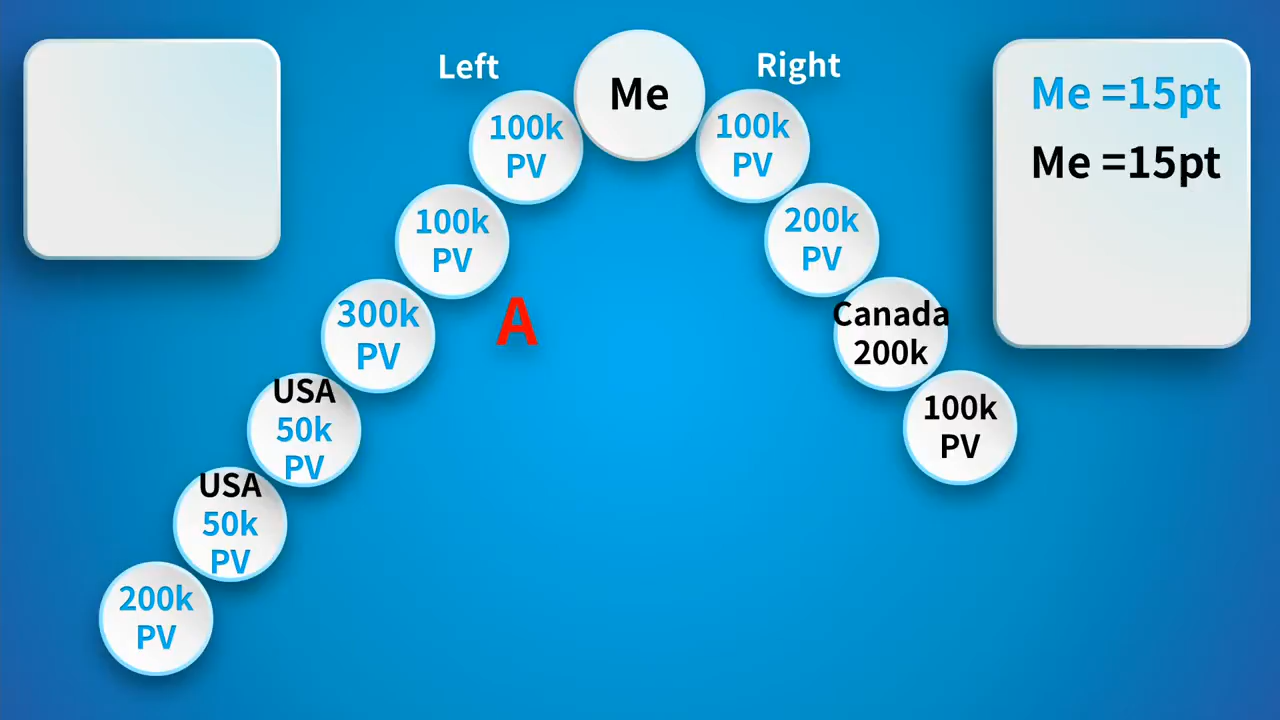 Left
Me
Right
100k
PV
100k
PV
300k
PV
USA
50k
PV
USA
50k
PV
200k
PV
A
100k
PV
200k
PV
Canada
200k
100k
PV
Me =15pt
Me =15pt